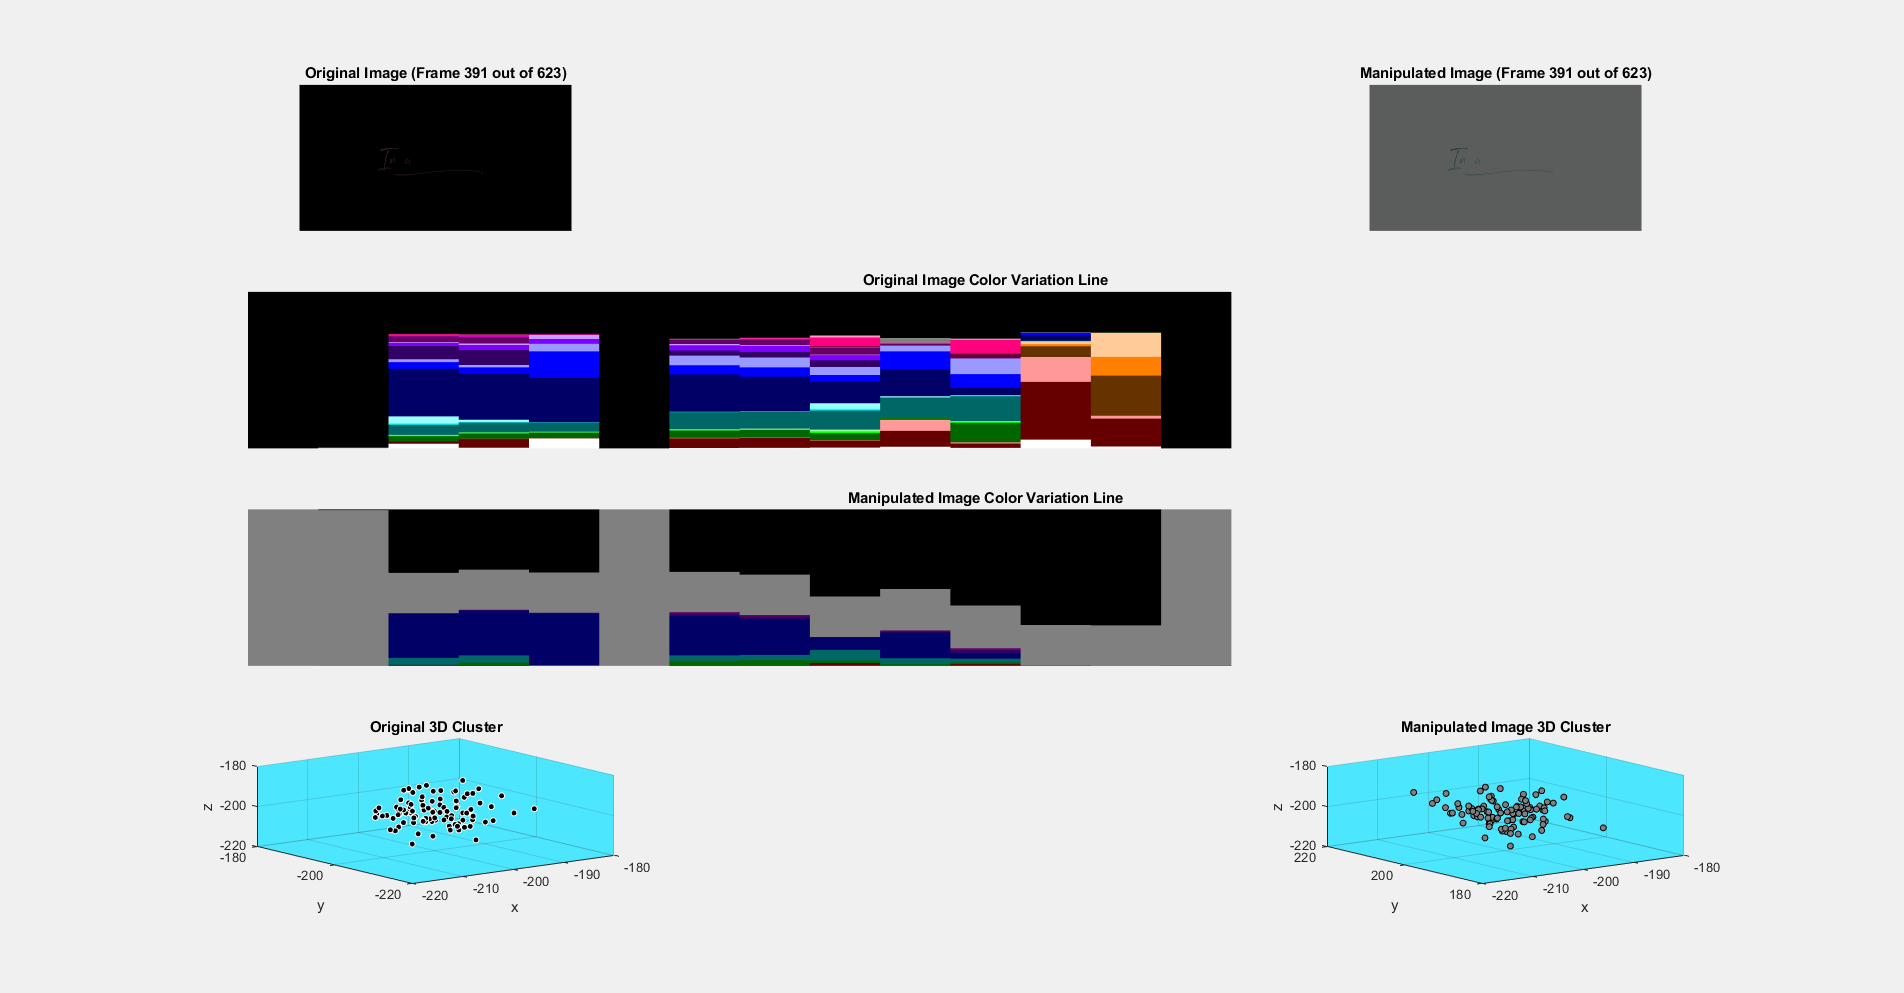 Original Image (Frame 391 out of 623)
Manipulated Image (Frame 391 out of 623)
In a
In a
Original Image Color Variation Line
Manipulated Image Color Variation Line
Original 3D Cluster
-180
-200
-220
z
-180
-200
-220
y
-220
-210
-200
-190
-180
x
Manipulated Image 3D Cluster
-180
-200
-220
z
220
200
180
y
-220
-210
-200
-190
-180
x